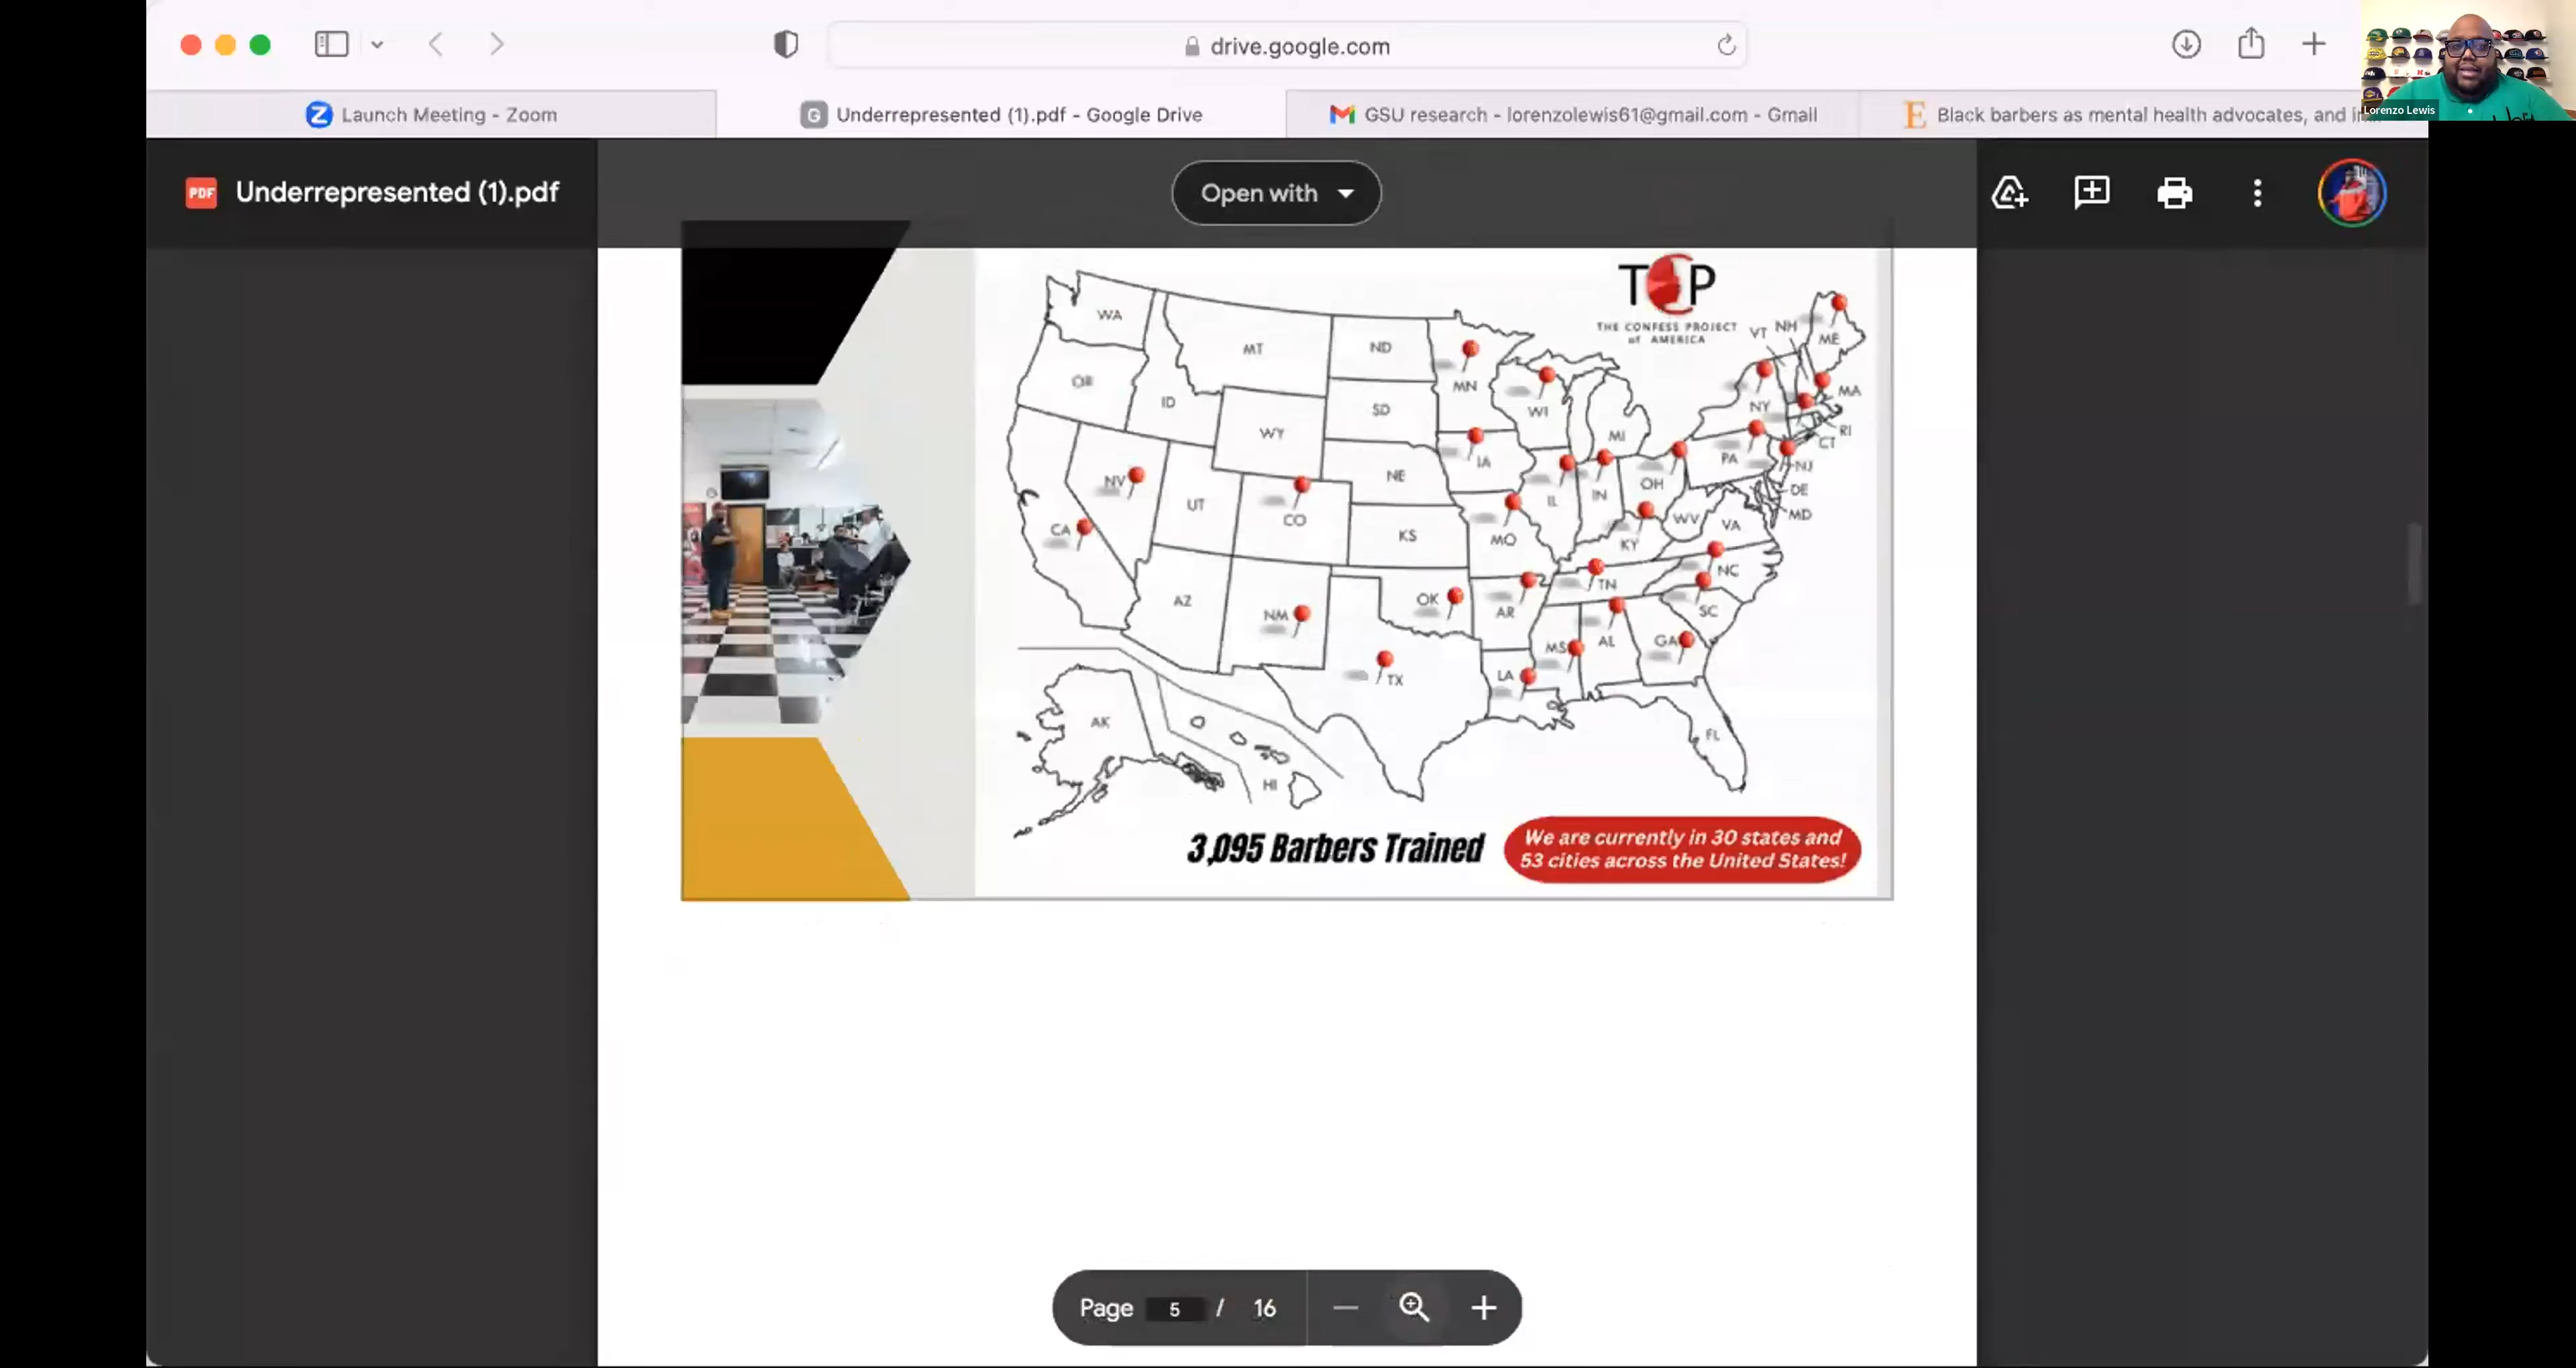 drive.google.com
Launch Meeting - Zoom
Underrepresented (1).pdf - Google Drive
GSU research - lorenzolewis61@gmail.com - Gmail
Black barbers as mental health advocates, and i
Lorenzo Lewis
PDF
Underrepresented (1).pdf
Open with
TCP
THE CONFESS PROJECT
of AMERICA
WA
MT
ND
MN
VT
NH
ME
OR
ID
SD
WI
NY
MA
WY
MI
RI
CT
NV
NE
IA
PA
NJ
UT
CO
IL
IN
OH
DE
CA
KS
MO
KY
WV
VA
MD
AZ
NM
OK
AR
TN
NC
SC
TX
LA
MS
AL
GA
AK
HI
FL
3,095 Barbers Trained
We are currently in 30 states and
53 cities across the United States!
Page 5 / 16